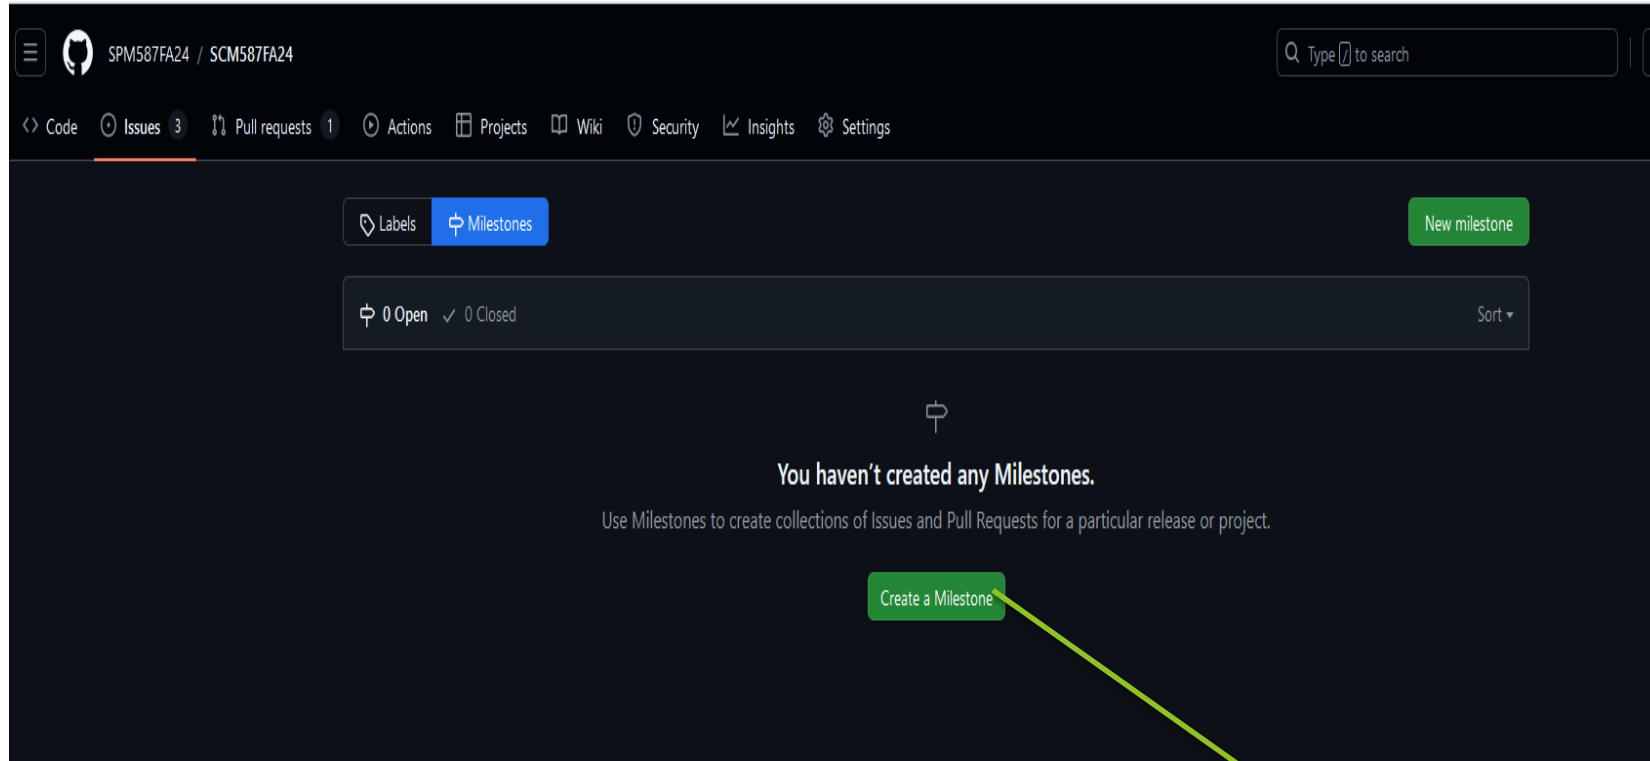 SPM587FA24 / SCM587FA24
Type / to search
Code Issues 3 Pull requests 1 Actions Projects Wiki Security Insights Settings
Labels Milestones New milestone
0 Open 0 Closed Sort
You haven't created any Milestones.
Use Milestones to create collections of Issues and Pull Requests for a particular release or project.
Create a Milestone